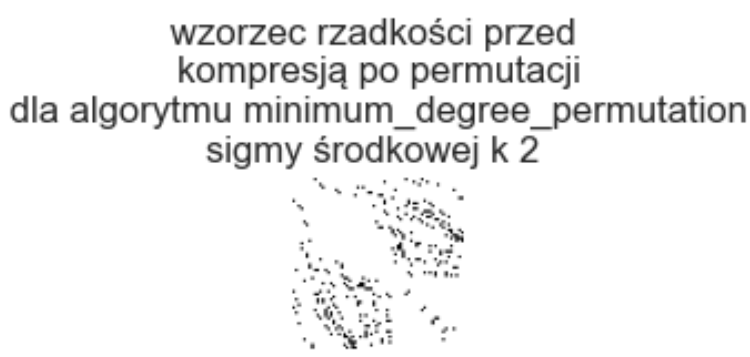 wzorzec rzadkości przed
kompresją po permutacji
dla algorytmu minimum_degree_permutation
sigmy środkowej k 2